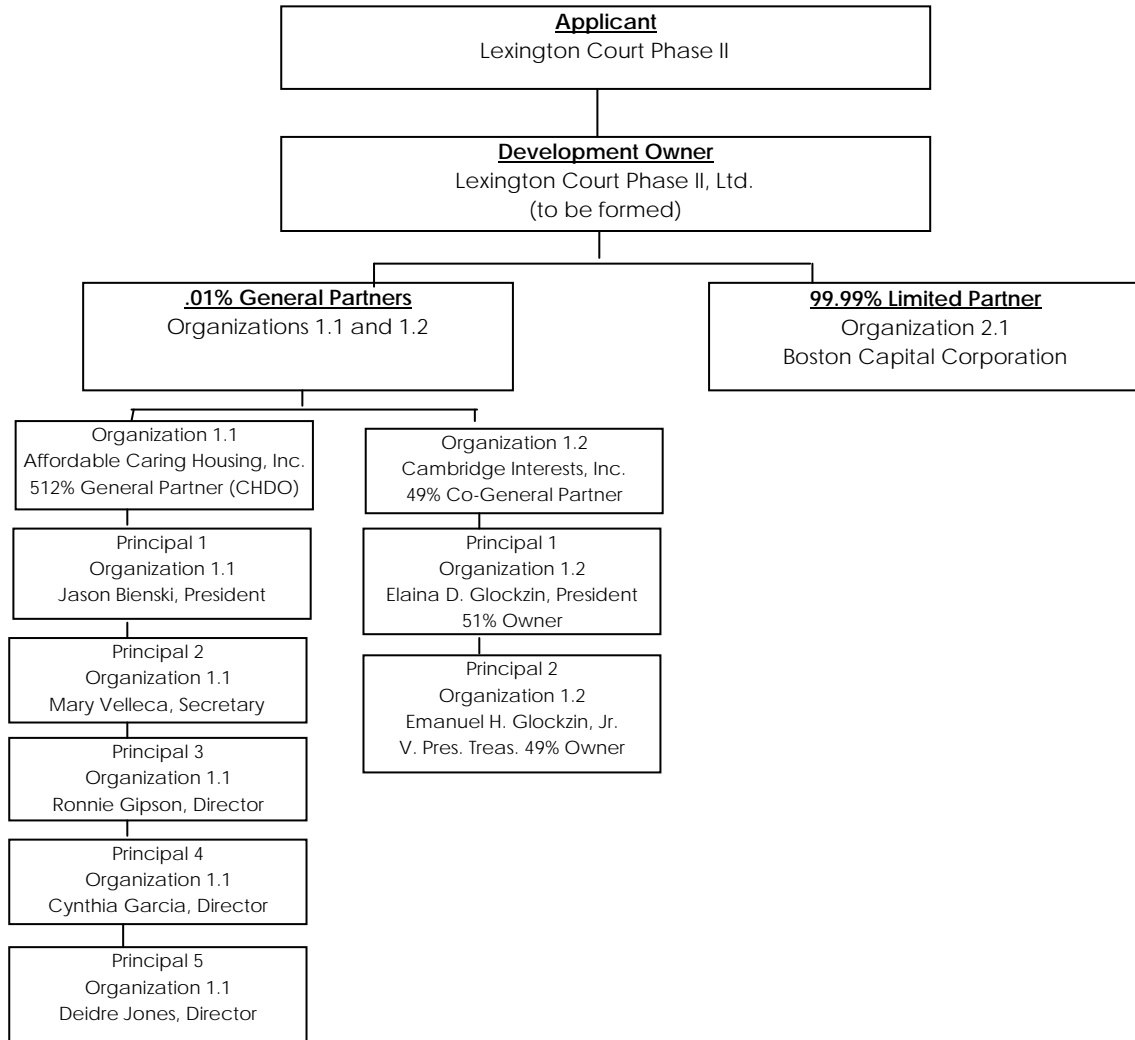 Applicant
Lexington Court Phase II
Development Owner
Lexington Court Phase II, Ltd.
(to be formed)
.01% General Partners
Organizations 1.1 and 1.2
99.99% Limited Partner
Organization 2.1
Boston Capital Corporation
Organization 1.1
Affordable Caring Housing, Inc.
512% General Partner (CHDO)
Principal 1
Organization 1.1
Jason Bienski, President
Principal 2
Organization 1.1
Mary Velleca, Secretary
Principal 3
Organization 1.1
Ronnie Gipson, Director
Principal 4
Organization 1.1
Cynthia Garcia, Director
Principal 5
Organization 1.1
Deidre Jones, Director
Organization 1.2
Cambridge Interests, Inc.
49% Co-General Partner
Principal 1
Organization 1.2
Elaina D. Glockzin, President
51% Owner
Principal 2
Organization 1.2
Emanuel H. Glockzin, Jr.
V. Pres. Treas. 49% Owner